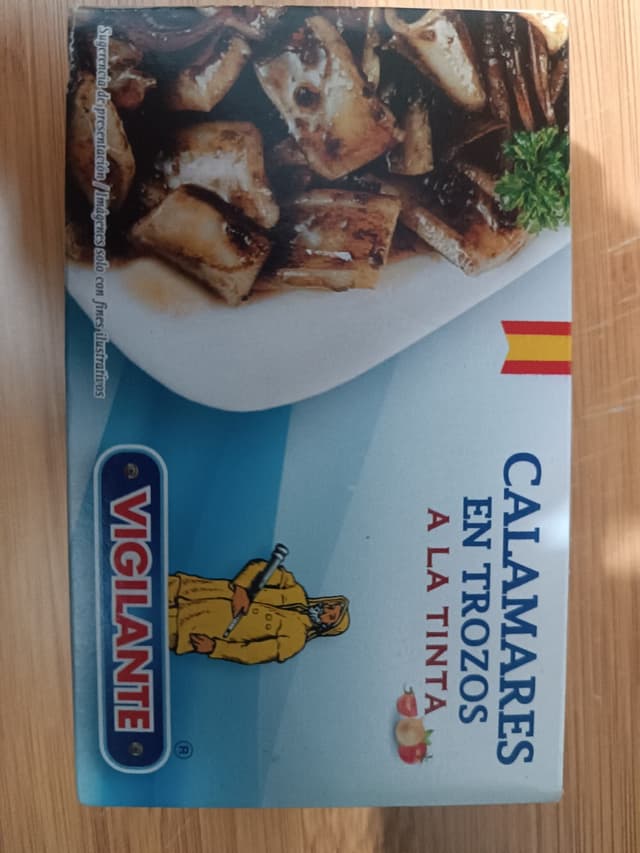 CALAMARES
EN TROZOS
A LA TINTA
VIGILANTE
®
Sugerencia de presentación / Imágenes solo con fines ilustrativos